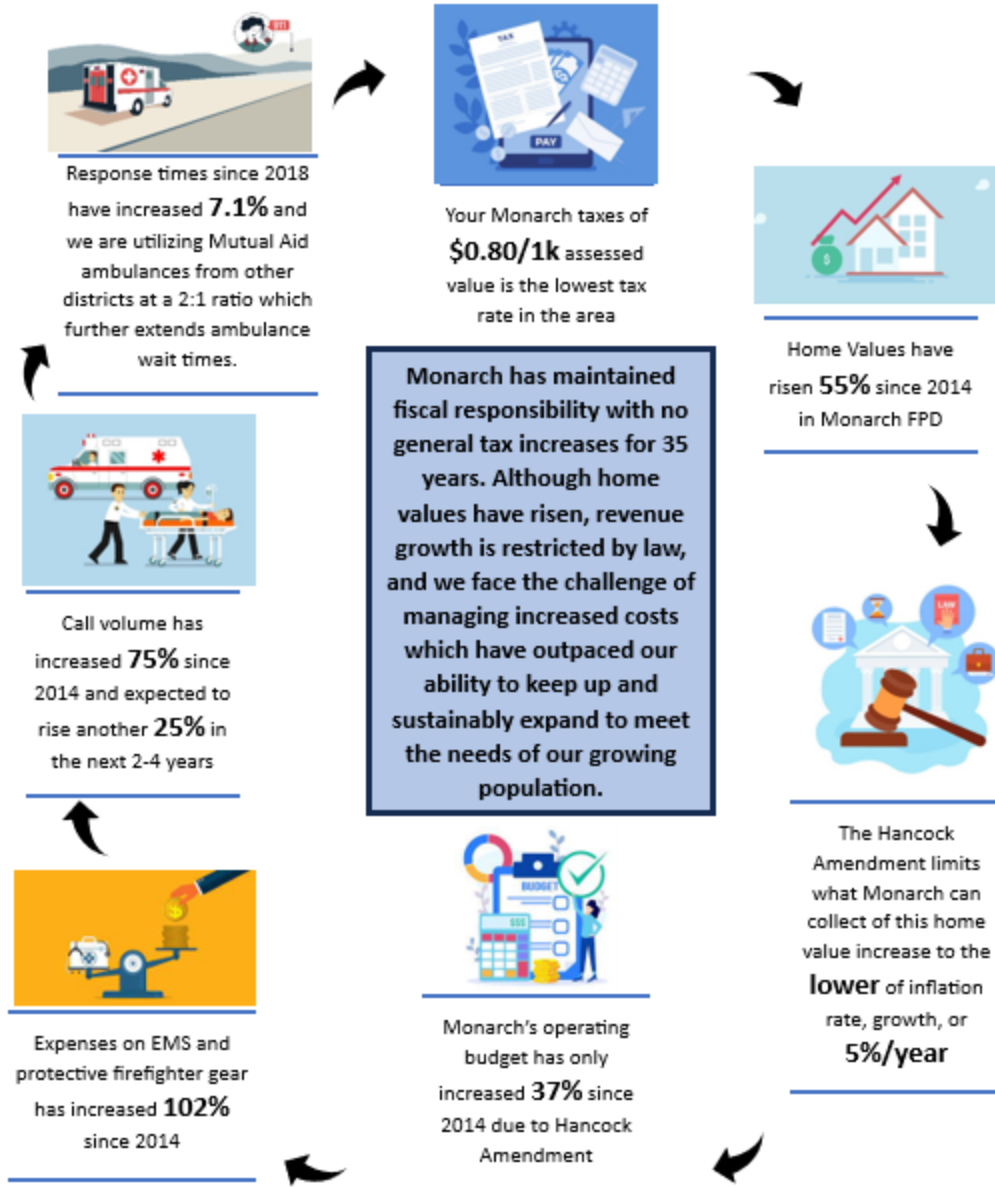 911
Response times since 2018
have increased 7.1% and
we are utilizing Mutual Aid
ambulances from other
districts at a 2:1 ratio which
further extends ambulance
wait times.
TAX
PAY
Your Monarch taxes of
$0.80/1k assessed
value is the lowest tax
rate in the area
$
Home Values have
risen 55% since 2014
in Monarch FPD
LAW
The Hancock
Amendment limits
what Monarch can
collect of this home
value increase to the
lower of inflation
rate, growth, or
5%/year
BUDGET
$$$
Monarch’s operating
budget has only
increased 37% since
2014 due to Hancock
Amendment
$
Expenses on EMS and
protective firefighter gear
has increased 102%
since 2014
Call volume has
increased 75% since
2014 and expected to
rise another 25% in
the next 2-4 years
Monarch has maintained
fiscal responsibility with no
general tax increases for 35
years. Although home
values have risen, revenue
growth is restricted by law,
and we face the challenge of
managing increased costs
which have outpaced our
ability to keep up and
sustainably expand to meet
the needs of our growing
population.